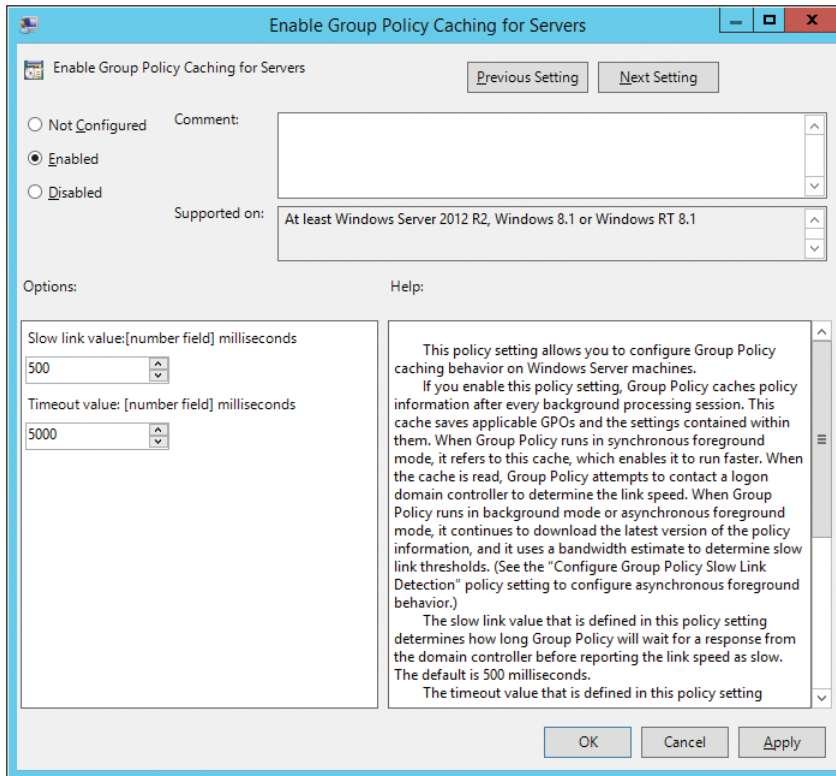 Enable Group Policy Caching for Servers
Enable Group Policy Caching for Servers
Previous Setting
Next Setting
Not Configured
Enabled
Disabled
Comment:
Supported on:
At least Windows Server 2012 R2, Windows 8.1 or Windows RT 8.1
Options:
Help:
Slow link value:[number field] milliseconds
500
Timeout value: [number field] milliseconds
5000
This policy setting allows you to configure Group Policy
caching behavior on Windows Server machines.
If you enable this policy setting, Group Policy caches policy
information after every background processing session. This
cache saves applicable GPOs and the settings contained within
them. When Group Policy runs in synchronous foreground
mode, it refers to this cache, which enables it to run faster. When
the cache is read, Group Policy attempts to contact a logon
domain controller to determine the link speed. When Group
Policy runs in background mode or asynchronous foreground
mode, it continues to download the latest version of the policy
information, and it uses a bandwidth estimate to determine slow
link thresholds. (See the “Configure Group Policy Slow Link
Detection” policy setting to configure asynchronous foreground
behavior.)
The slow link value that is defined in this policy setting
determines how long Group Policy will wait for a response from
the domain controller before reporting the link speed as slow.
The default is 500 milliseconds.
The timeout value that is defined in this policy setting
OK
Cancel
Apply